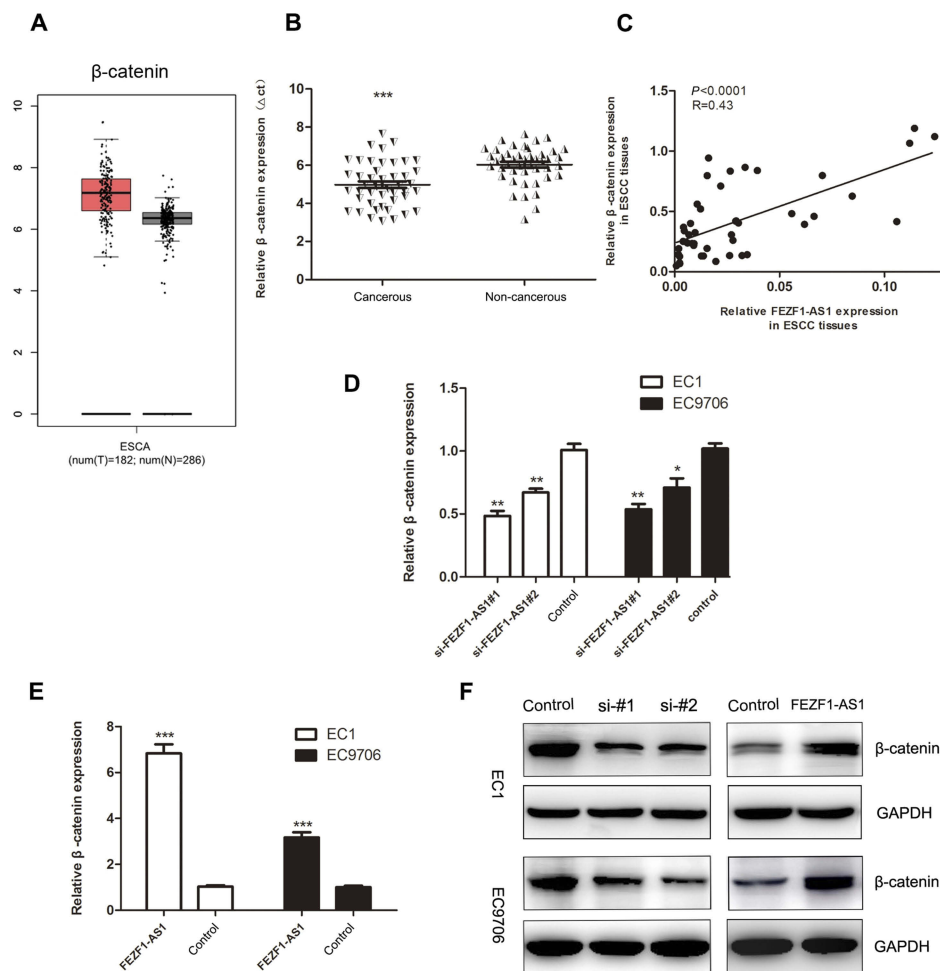 A
β-catenin
10
8
6
4
2
0
ESCA
(num(T)=182; num(N)=286)
B
Relative β-catenin expression (Δct)
10
8
6
4
2
0
***
Cancerous
Non-cancerous
C
P<0.0001
R=0.43
Relative β-catenin expression
in ESCC tissues
1.5
1.0
0.5
0.0
0.00
0.05
0.10
Relative FEZF1-AS1 expression
in ESCC tissues
D
EC1
EC9706
Relative β -catenin expression
1.5
1.0
0.5
0.0
**
**
**
*
si-FEZF1-AS1#1
si-FEZF1-AS1#2
Control
si-FEZF1-AS1#1
si-FEZF1-AS1#2
control
E
EC1
EC9706
Relative β -catenin expression
8
6
4
2
0
***
***
FEZF1-AS1
Control
FEZF1-AS1
Control
F
Control si-#1 si-#2 Control FEZF1-AS1
EC1
β-catenin
GAPDH
EC9706
β-catenin
GAPDH